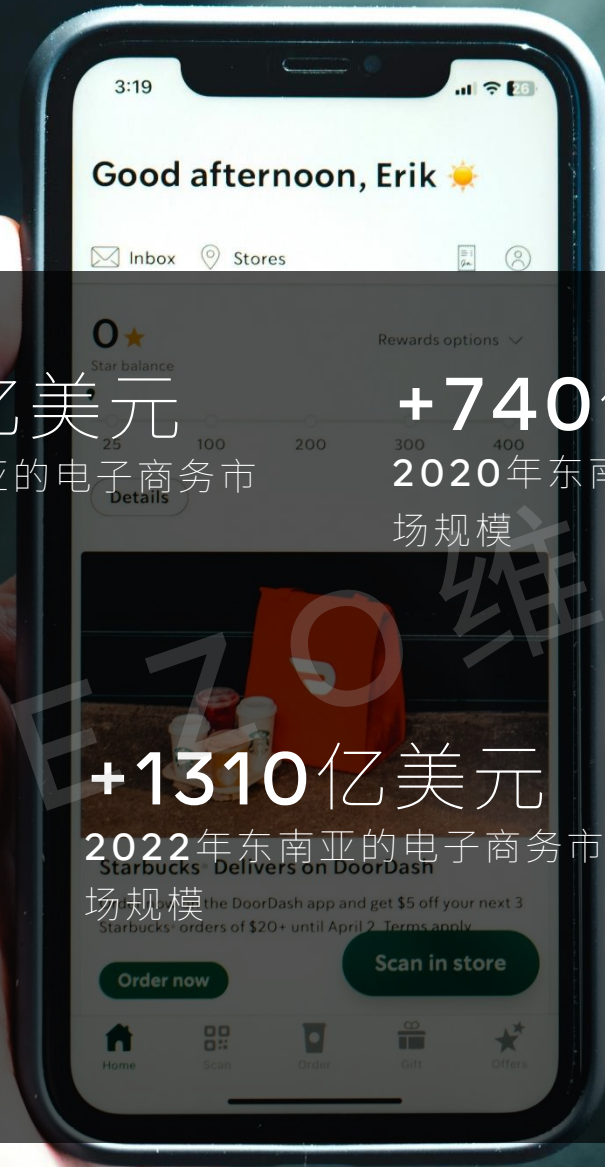 3:19
26
Good afternoon, Erik
Inbox
Stores
0
Rewards options
Star balance
亿美元
+740
25
100
200
300
400
亚的电子商务市
2020年东南
场规模
Details
EZO维
+1310亿美元
2022年东南亚的电子商务市
场规模
Starbucks® Delivers on DoorDash
the DoorDash app and get $5 off your next 3
Starbucks® orders of $20+ until April 2. Terms apply
Scan in store
Order now
Home
Scan
Order
Gift
Offers